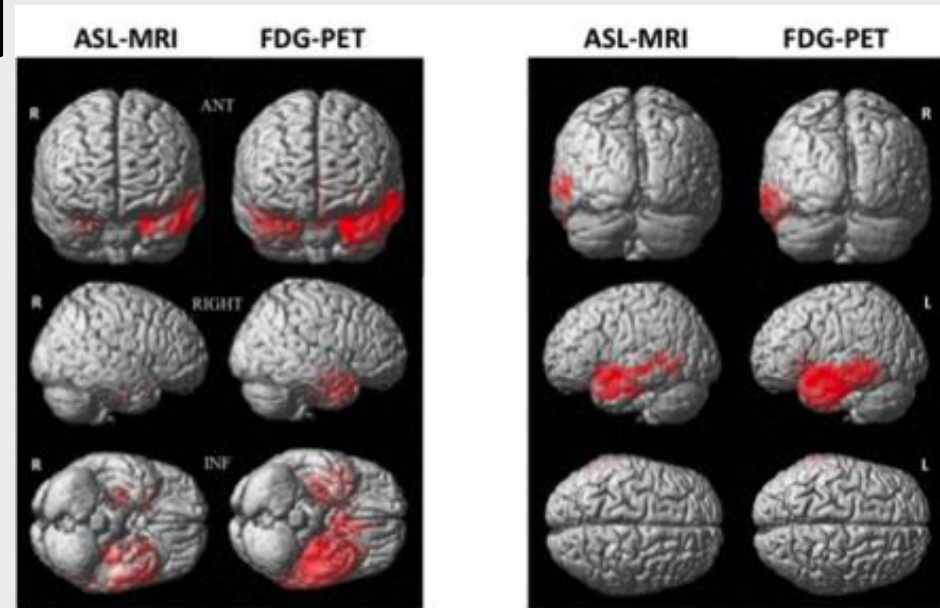 ASL-MRI FDG-PET
R ANT
R RIGHT
R INF
ASL-MRI FDG-PET
R
L
L